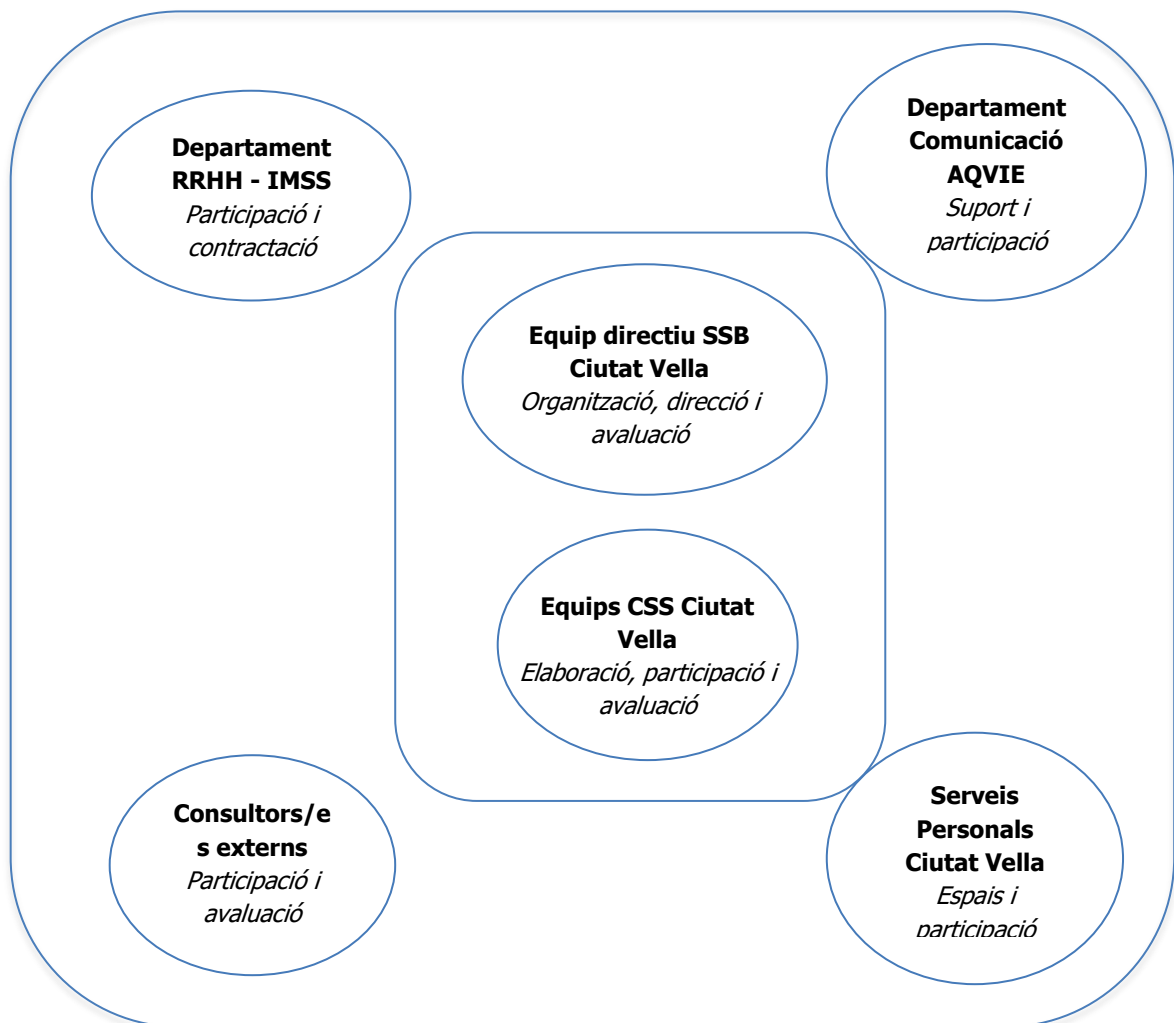 Departament
RRHH - IMSS
Participació i
contractació
Departament
Comunicació
AQVIE
Suport i
participació
Equip directiu SSB
Ciutat Vella
Organització, direcció i
avaluació
Equips CSS Ciutat
Vella
Elaboració, participació i
avaluació
Consultors/e
s externs
Participació i
avaluació
Serveis
Personals
Ciutat Vella
Espais i
participació